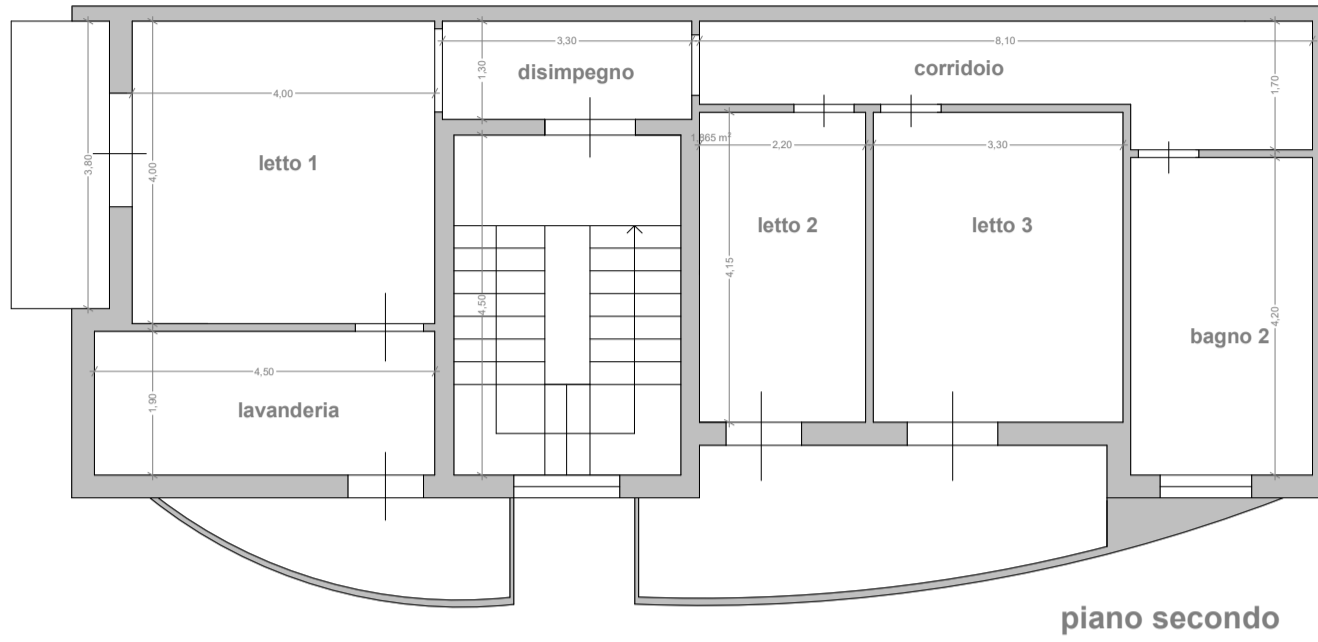 3,30
8,10
disimpegno
corridoio
1,30
1,70
4,00
3,80
4,00
letto 1
1,865 m²
2,20
3,30
letto 2
letto 3
4,15
4,50
4,20
bagno 2
4,50
1,90
lavanderia
piano secondo